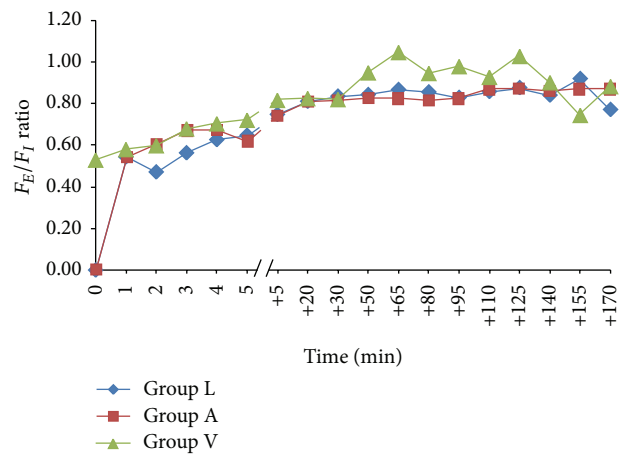 1.20
1.00
0.80
0.60
0.40
0.20
0.00
F_E/F_I ratio
0 1 2 3 4 5 +5 +20 +30 +50 +65 +80 +95 +110 +125 +140 +155 +170
Time (min)
Group L
Group A
Group V